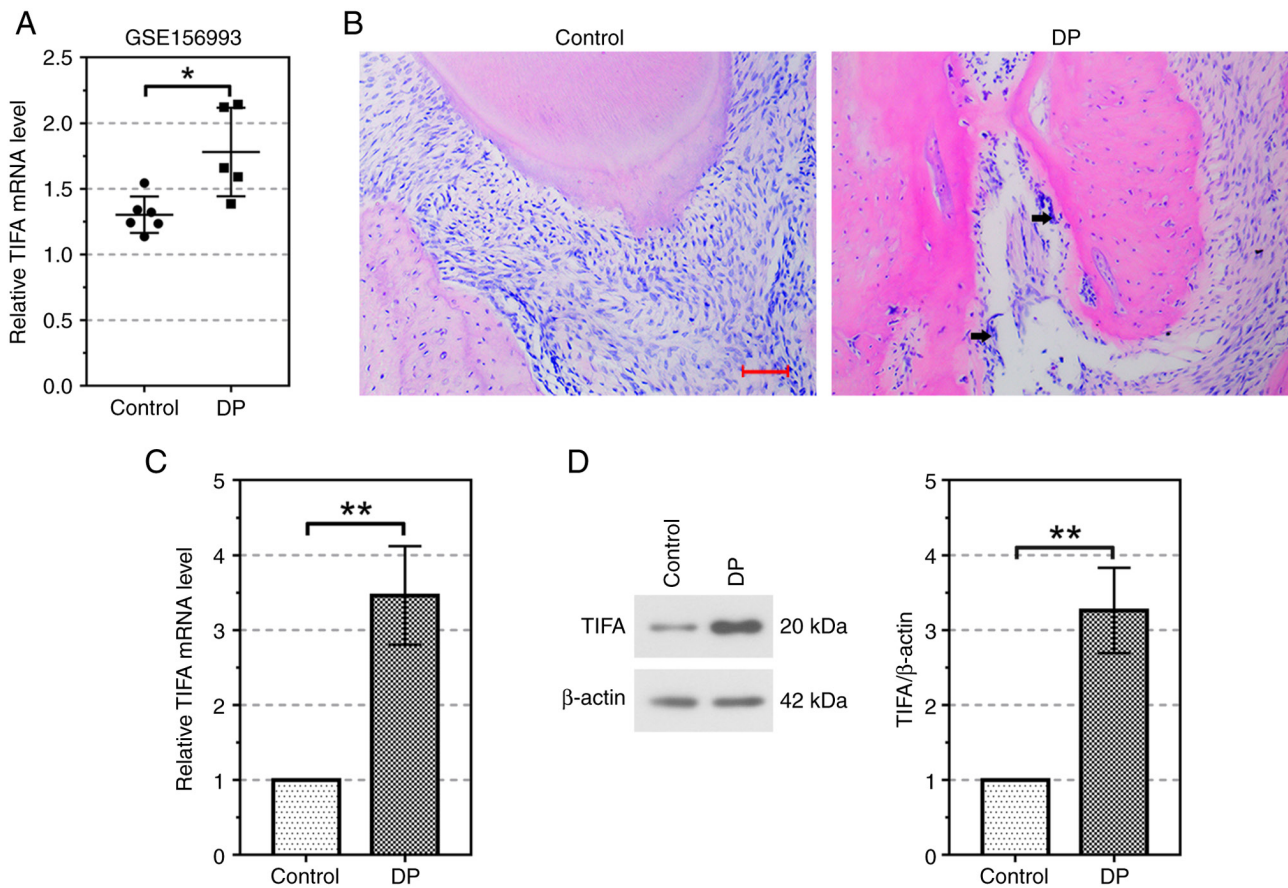 A
GSE156993
Relative TIFA mRNA level
2.5
2.0
1.5
1.0
0.5
0.0
*
Control
DP
B
Control
DP
C
Relative TIFA mRNA level
5
4
3
2
1
0
**
Control
DP
D
Control
DP
TIFA
20 kDa
β-actin
42 kDa
TIFA/β-actin
5
4
3
2
1
0
**
Control
DP